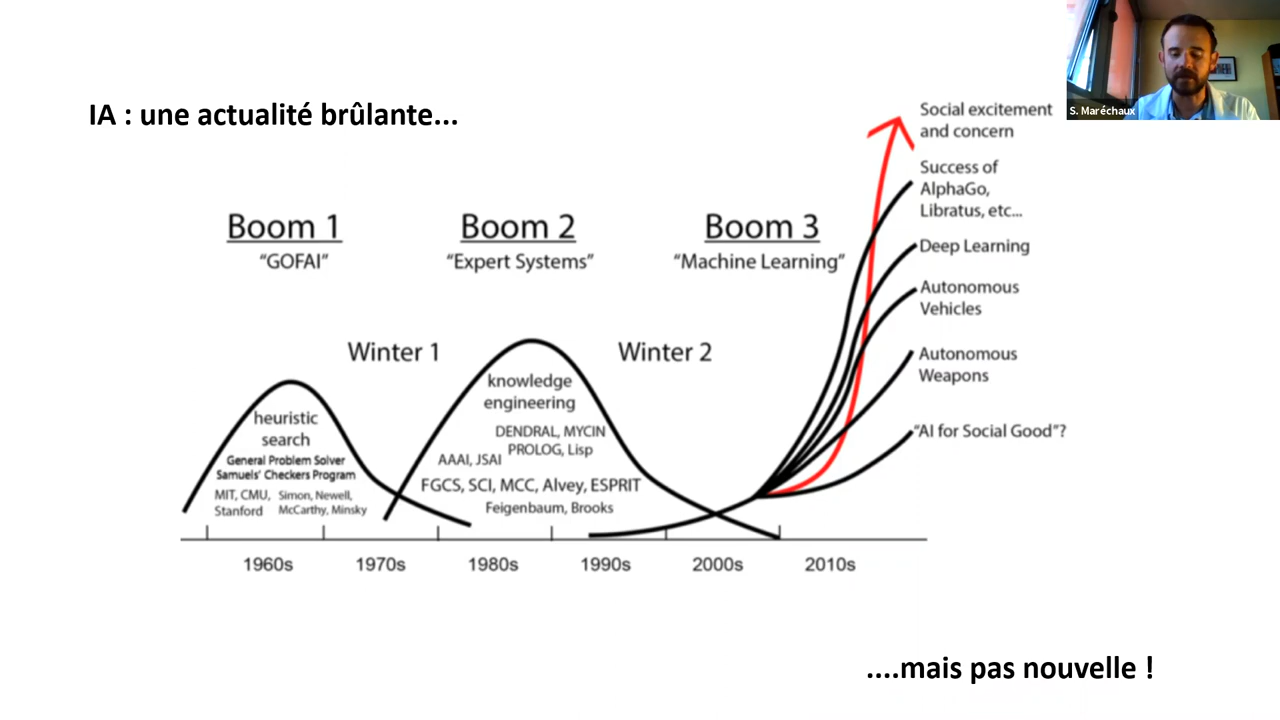 S. Maréchaux
IA : une actualité brûlante...
Social excitement
and concern
Success of
AlphaGo,
Libratus, etc...
Boom 1
"GOFAI"
Boom 2
"Expert Systems"
Boom 3
"Machine Learning"
Deep Learning
Autonomous
Vehicles
Winter 1
Winter 2
Autonomous
Weapons
"AI for Social Good"?
heuristic
search
General Problem Solver
Samuels' Checkers Program
MIT, CMU,
Stanford
Simon, Newell,
McCarthy, Minsky
knowledge
engineering
DENDRAL, MYCIN
PROLOG, Lisp
AAAI, JSAI
FGCS, SCI, MCC, Alvey, ESPRIT
Feigenbaum, Brooks
1960s 1970s 1980s 1990s 2000s 2010s
....mais pas nouvelle !